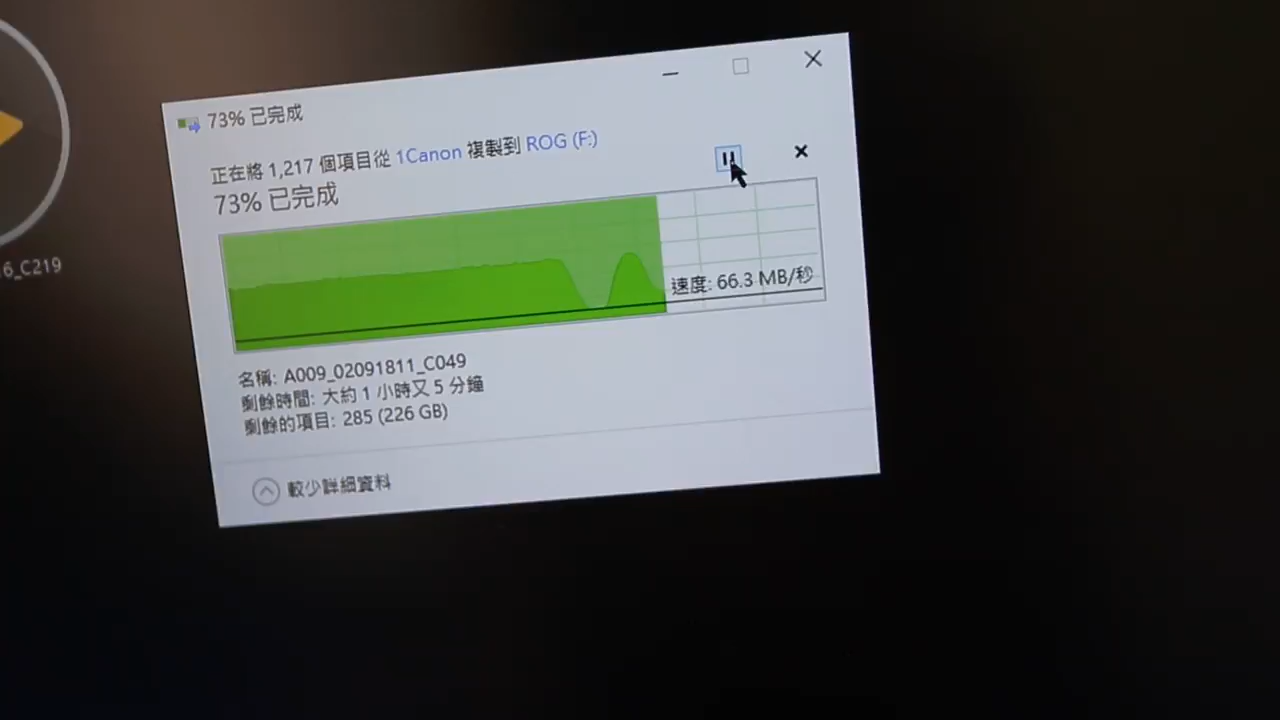 73% 已完成
正在將 1,217 個項目從 1Canon 複製到 ROG (F:)
73% 已完成
速度: 66.3 MB/秒
6_C219
名稱: A009_02091811_C049
剩餘時間: 大約 1 小時又 5 分鐘
剩餘的項目: 285 (226 GB)
較少詳細資料